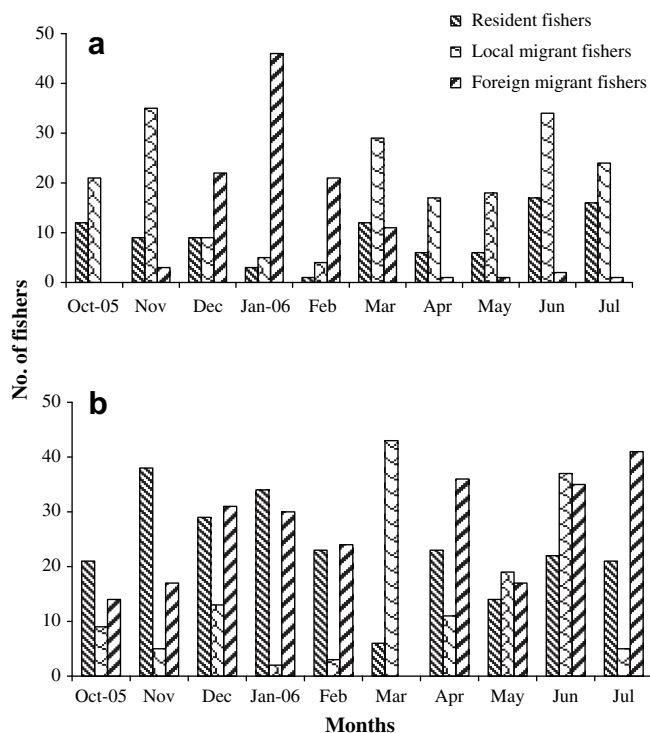 a
Resident fishers
Local migrant fishers
Foreign migrant fishers
50
40
30
20
10
0
Oct-05 Nov Dec Jan-06 Feb Mar Apr May Jun Jul
No. of fishers
b
50
40
30
20
10
0
Oct-05 Nov Dec Jan-06 Feb Mar Apr May Jun Jul
Months